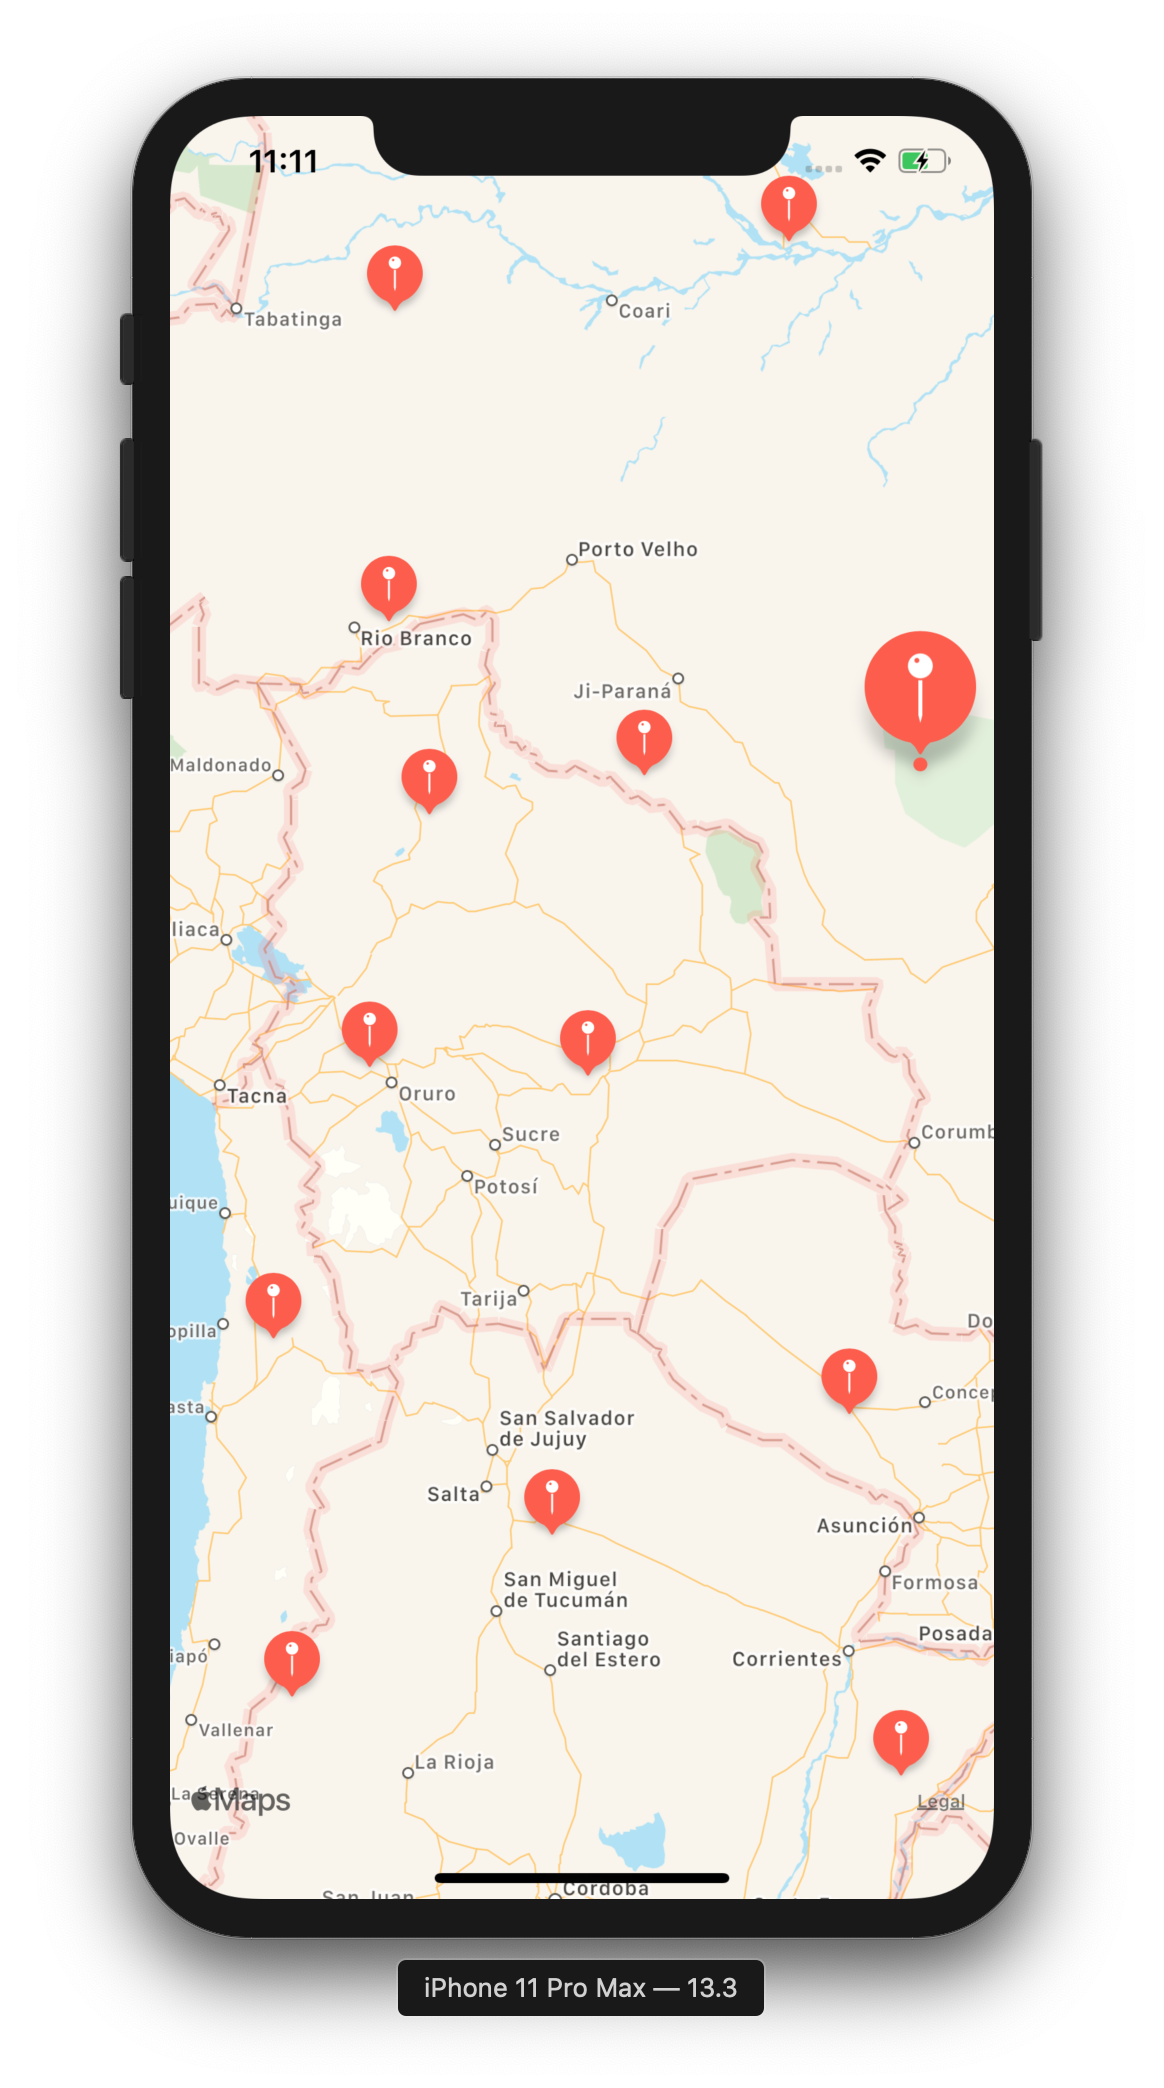 11:11
Tabatinga
Coari
Porto Velho
Rio Branco
Ji-Paraná
Maldonado
liaca
Tacna
Oruro
Sucre
Corumb
Potosí
uique
Tarija
opilla
Do
asta
Concep
San Salvador
de Jujuy
Salta
Asunción
San Miguel
de Tucumán
Formosa
Santiago
del Estero
Posada
Corrientes
iapó
Vallenar
La Rioja
La Serena
Maps
Legal
Ovalle
San Juan
Córdoba
iPhone 11 Pro Max — 13.3